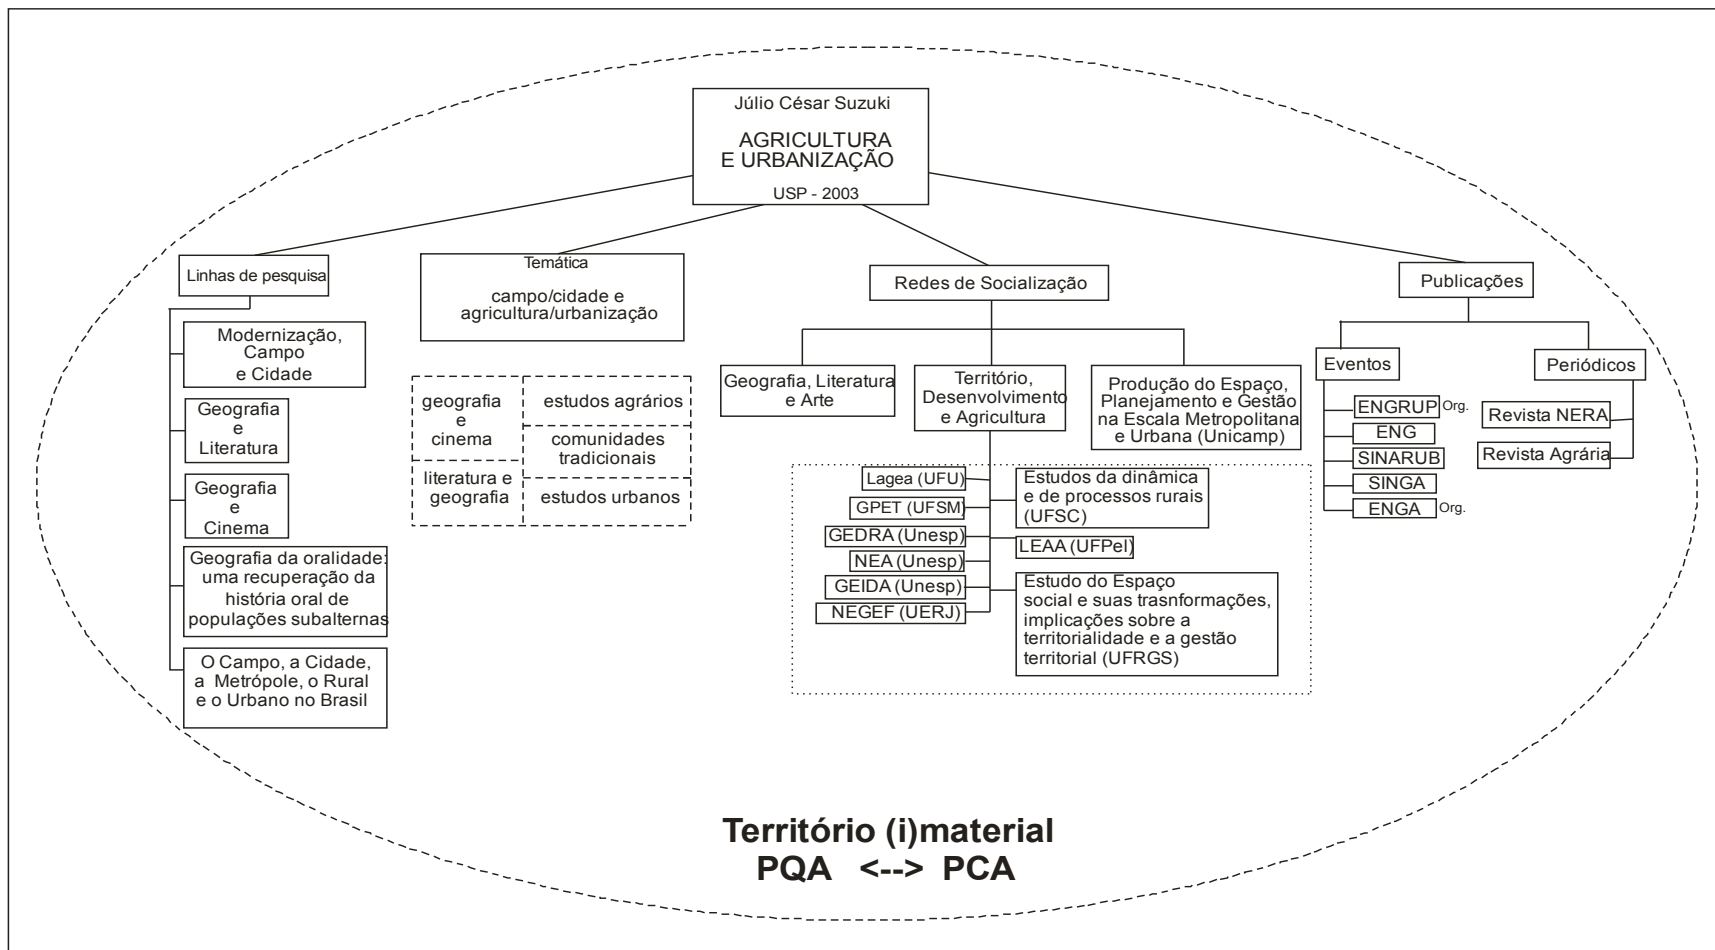 Júlio César Suzuki
AGRICULTURA
E URBANIZAÇÃO
USP - 2003
Linhas de pesquisa
Modernização,
Campo
e Cidade
Geografia
e
Literatura
Geografia
e
Cinema
Geografia da oralidade:
uma recuperação da
história oral de
populações subalternas
O Campo, a Cidade,
a Metrópole, o Rural
e o Urbano no Brasil
Temática
campo/cidade e
agricultura/urbanização
geografia
e
cinema
literatura e
geografia
estudos agrários
comunidades
tradicionais
estudos urbanos
Redes de Socialização
Geografia, Literatura
e Arte
Território,
Desenvolvimento
e Agricultura
Produção do Espaço,
Planejamento e Gestão
na Escala Metropolitana
e Urbana (Unicamp)
Lagea (UFU)
GPET (UFSM)
GEDRA (Unesp)
NEA (Unesp)
GEIDA (Unesp)
NEGEF (UERJ)
Estudos da dinâmica
e de processos rurais
(UFSC)
LEAA (UFPel)
Estudo do Espaço
social e suas trasnformações,
implicações sobre a
territorialidade e a gestão
territorial (UFRGS)
Publicações
Eventos
ENGRUP Org.
ENG
SINARUB
SINGA
ENGA Org.
Periódicos
Revista NERA
Revista Agrária
Território (i)material
PQA <--> PCA